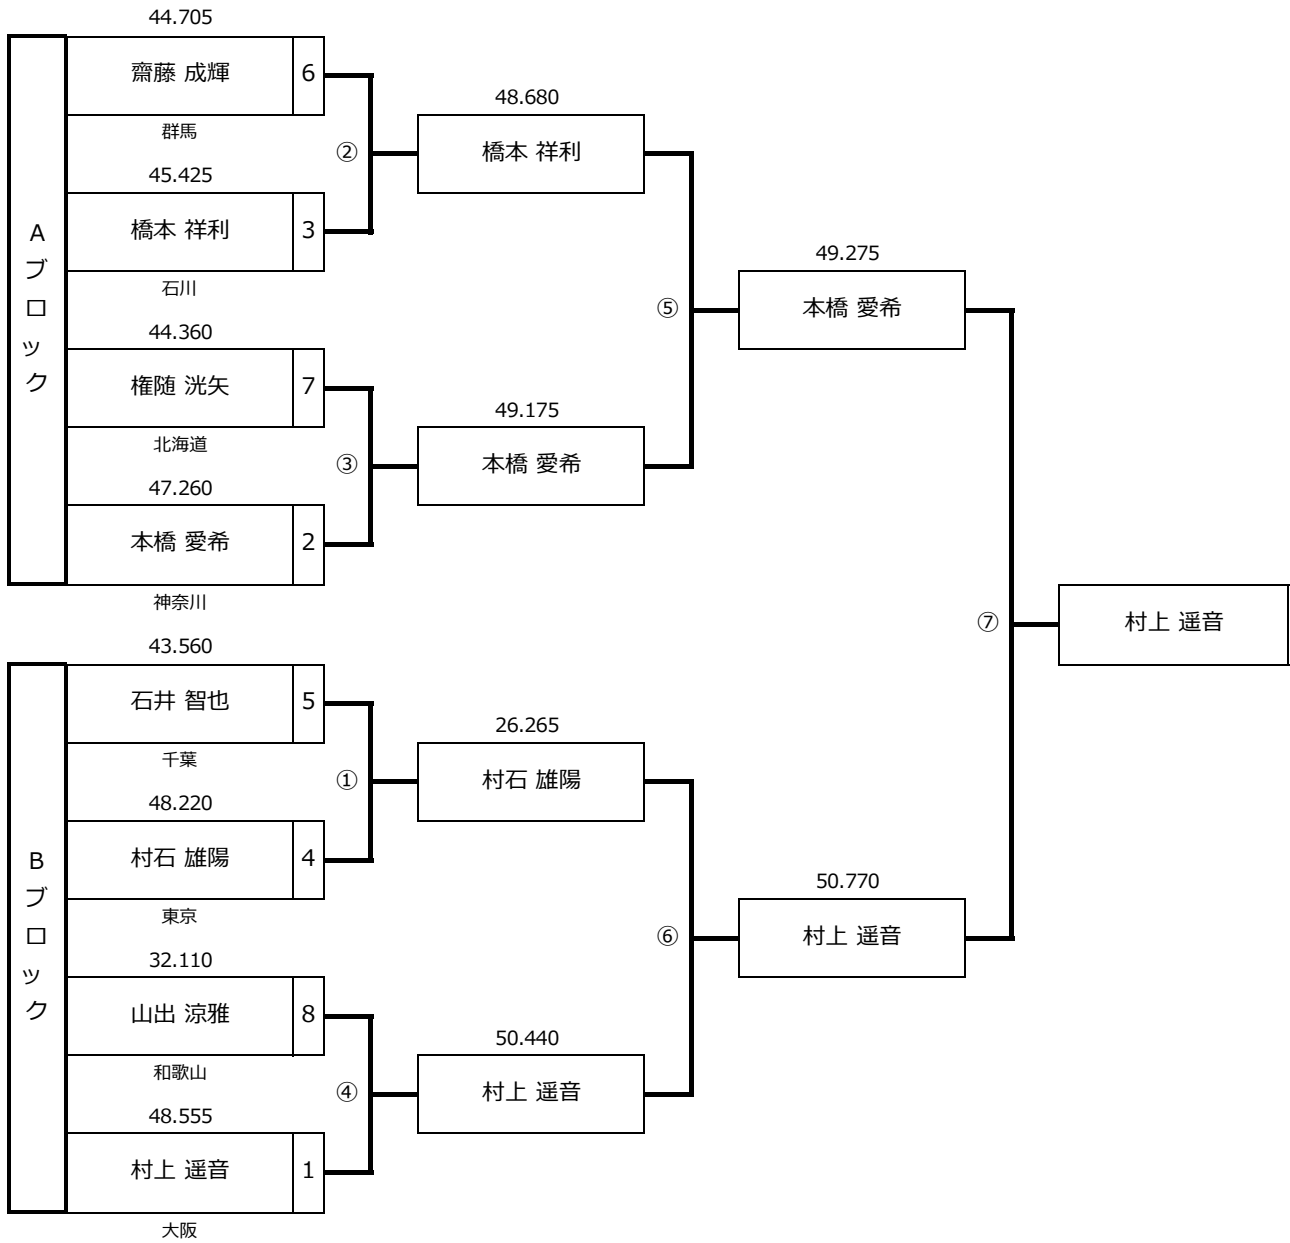 44.705
齋藤 成輝 6
群馬
45.425
橋本 祥利 3
石川
44.360
権随 洸矢 7
北海道
47.260
本橋 愛希 2
神奈川
Aブロック
②
③
48.680
橋本 祥利
49.175
本橋 愛希
⑤
49.275
本橋 愛希
43.560
石井 智也 5
千葉
48.220
村石 雄陽 4
東京
32.110
山出 涼雅 8
和歌山
48.555
村上 遥音 1
大阪
Bブロック
①
④
26.265
村石 雄陽
50.440
村上 遥音
⑥
50.770
村上 遥音
⑦
村上 遥音